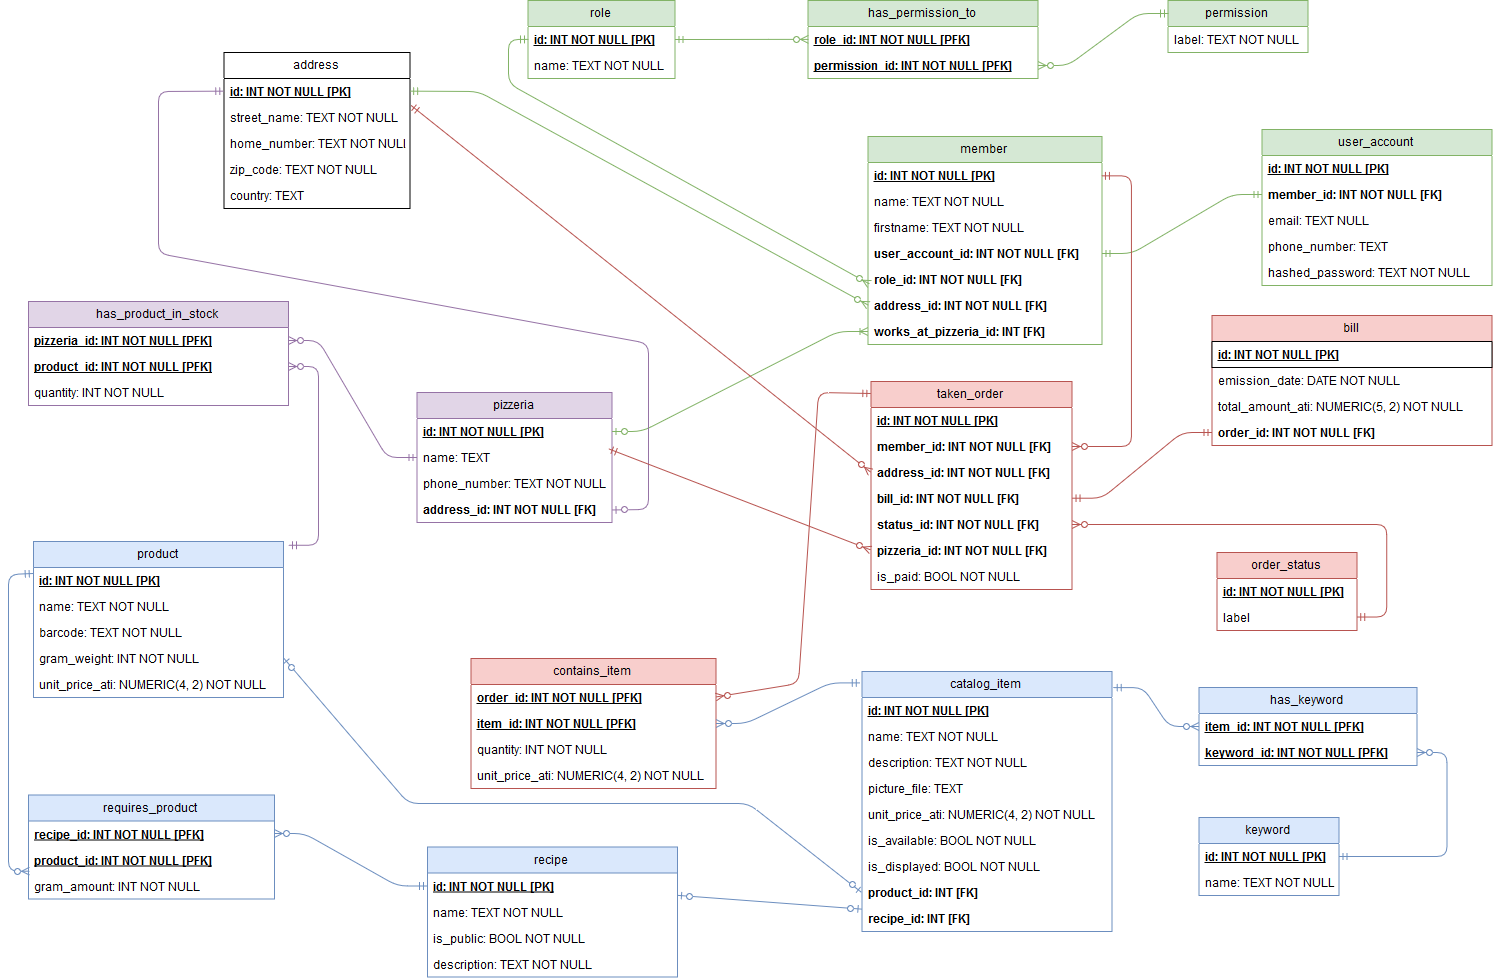 role
id: INT NOT NULL [PK]
name: TEXT NOT NULL
has_permission_to
role_id: INT NOT NULL [PFK]
permission_id: INT NOT NULL [PFK]
permission
label: TEXT NOT NULL
address
id: INT NOT NULL [PK]
street_name: TEXT NOT NULL
home_number: TEXT NOT NULL
zip_code: TEXT NOT NULL
country: TEXT
member
id: INT NOT NULL [PK]
name: TEXT NOT NULL
firstname: TEXT NOT NULL
user_account_id: INT NOT NULL [FK]
role_id: INT NOT NULL [FK]
address_id: INT NOT NULL [FK]
works_at_pizzeria_id: INT [FK]
user_account
id: INT NOT NULL [PK]
member_id: INT NOT NULL [FK]
email: TEXT NULL
phone_number: TEXT
hashed_password: TEXT NOT NULL
has_product_in_stock
pizzeria_id: INT NOT NULL [PFK]
product_id: INT NOT NULL [PFK]
quantity: INT NOT NULL
pizzeria
id: INT NOT NULL [PK]
name: TEXT
phone_number: TEXT NOT NULL
address_id: INT NOT NULL [FK]
taken_order
id: INT NOT NULL [PK]
member_id: INT NOT NULL [FK]
address_id: INT NOT NULL [FK]
bill_id: INT NOT NULL [FK]
status_id: INT NOT NULL [FK]
pizzeria_id: INT NOT NULL [FK]
is_paid: BOOL NOT NULL
bill
id: INT NOT NULL [PK]
emission_date: DATE NOT NULL
total_amount_ati: NUMERIC(5, 2) NOT NULL
order_id: INT NOT NULL [FK]
order_status
id: INT NOT NULL [PK]
label
product
id: INT NOT NULL [PK]
name: TEXT NOT NULL
barcode: TEXT NOT NULL
gram_weight: INT NOT NULL
unit_price_ati: NUMERIC(4, 2) NOT NULL
contains_item
order_id: INT NOT NULL [PFK]
item_id: INT NOT NULL [PFK]
quantity: INT NOT NULL
unit_price_ati: NUMERIC(4, 2) NOT NULL
catalog_item
id: INT NOT NULL [PK]
name: TEXT NOT NULL
description: TEXT NOT NULL
picture_file: TEXT
unit_price_ati: NUMERIC(4, 2) NOT NULL
is_available: BOOL NOT NULL
is_displayed: BOOL NOT NULL
product_id: INT [FK]
recipe_id: INT [FK]
has_keyword
item_id: INT NOT NULL [PFK]
keyword_id: INT NOT NULL [PFK]
keyword
id: INT NOT NULL [PK]
name: TEXT NOT NULL
requires_product
recipe_id: INT NOT NULL [PFK]
product_id: INT NOT NULL [PFK]
gram_amount: INT NOT NULL
recipe
id: INT NOT NULL [PK]
name: TEXT NOT NULL
is_public: BOOL NOT NULL
description: TEXT NOT NULL